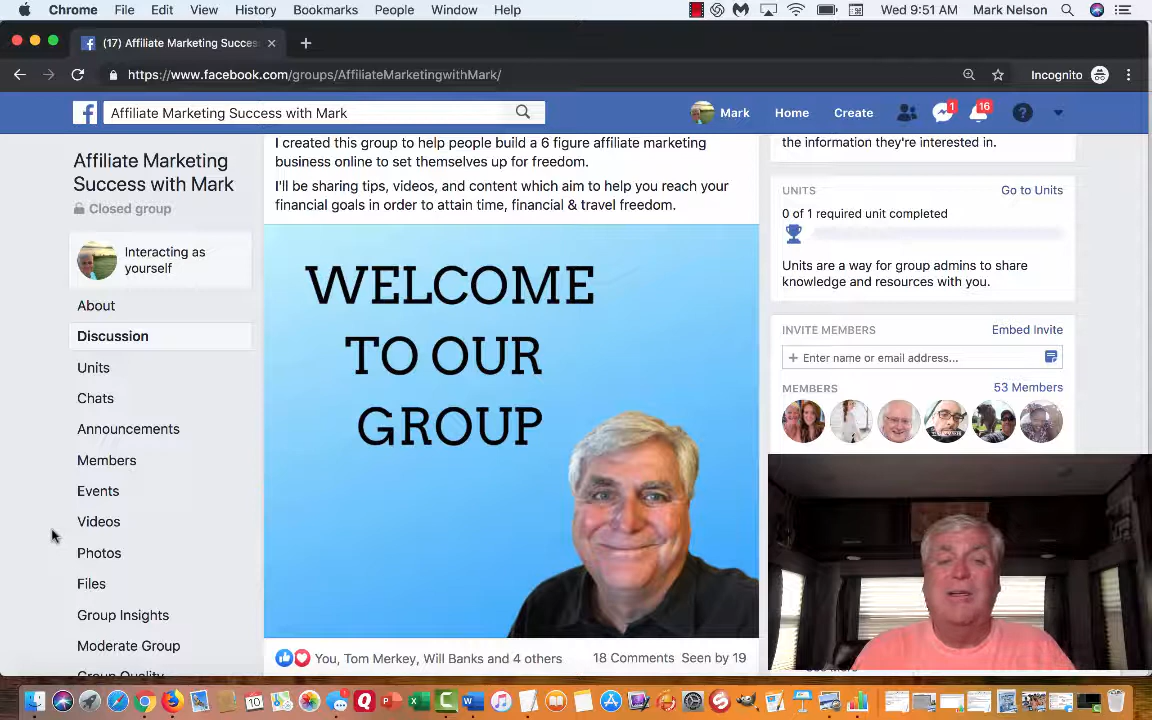 Chrome File Edit View History Bookmarks People Window Help Wed 9:51 AM Mark Nelson
(17) Affiliate Marketing Succes
https://www.facebook.com/groups/AffiliateMarketingwithMark/ Incognito
Affiliate Marketing Success with Mark Mark Home Create 1 16
Affiliate Marketing
Success with Mark
Closed group
Interacting as
yourself
About
Discussion
Units
Chats
Announcements
Members
Events
Videos
Photos
Files
Group Insights
Moderate Group
Group Quality
I created this group to help people build a 6 figure affiliate marketing
business online to set themselves up for freedom.
I'll be sharing tips, videos, and content which aim to help you reach your
financial goals in order to attain time, financial & travel freedom.
WELCOME
TO OUR
GROUP
You, Tom Merkey, Will Banks and 4 others 18 Comments Seen by 19
the information they're interested in.
UNITS Go to Units
0 of 1 required unit completed
Units are a way for group admins to share
knowledge and resources with you.
INVITE MEMBERS Embed Invite
+ Enter name or email address...
MEMBERS 53 Members